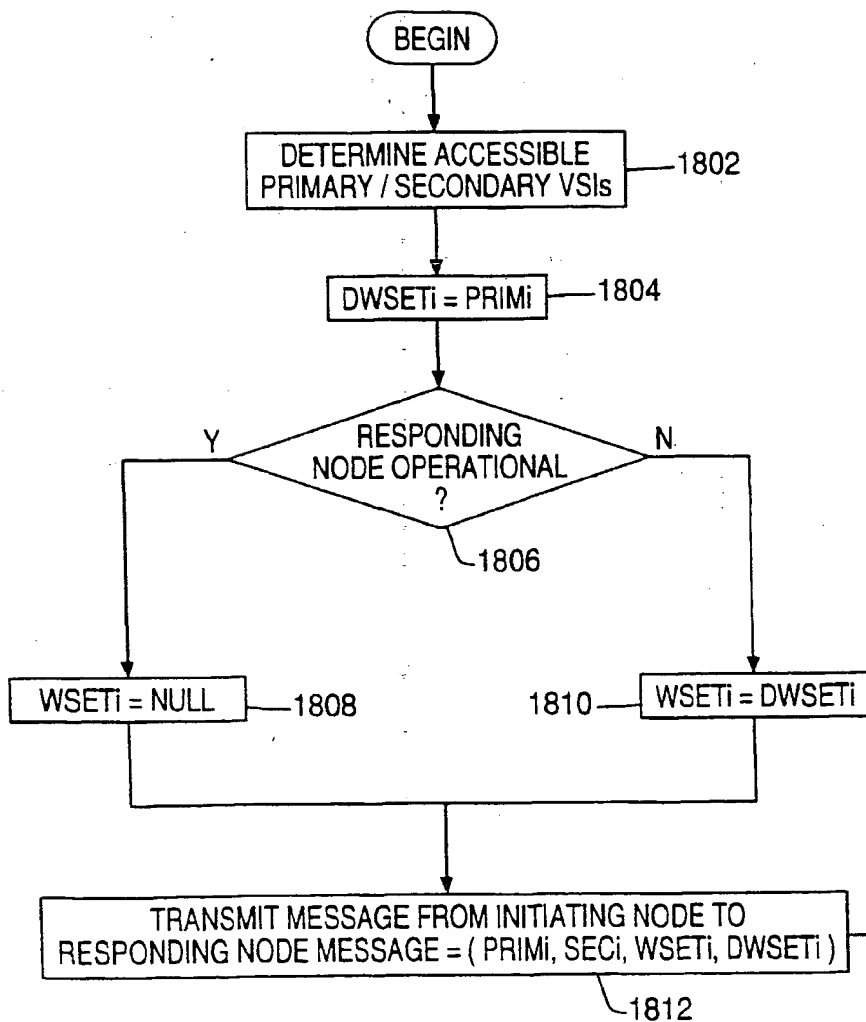 BEGIN
DETERMINE ACCESSIBLE
PRIMARY / SECONDARY VSIs
1802
DWSETi = PRIMi
1804
Y
RESPONDING
NODE OPERATIONAL
?
N
1806
WSETi = NULL
1808
1810
WSETi = DWSETi
TRANSMIT MESSAGE FROM INITIATING NODE TO
RESPONDING NODE MESSAGE = ( PRIMi, SECi, WSETi, DWSETi )
1812